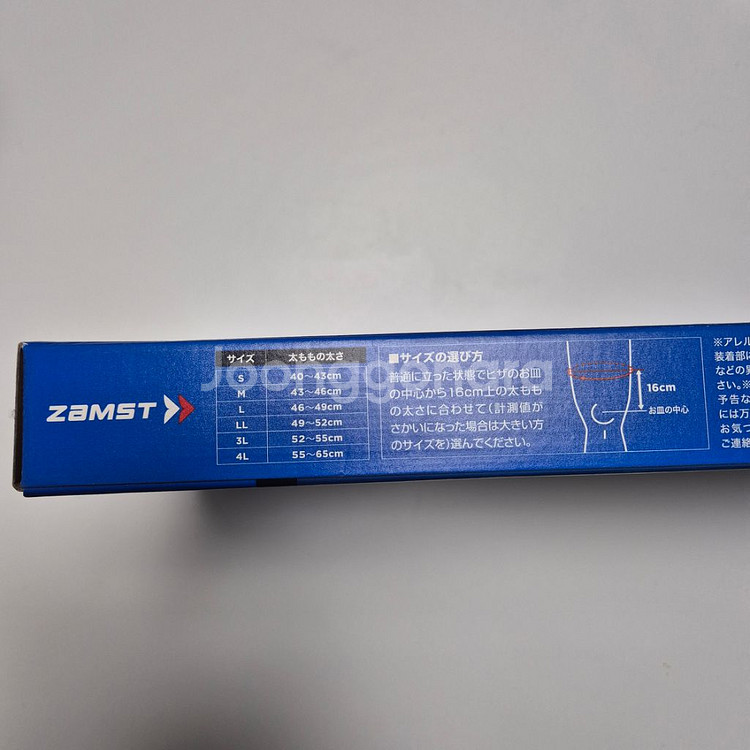 ZAMST
サイズ 太ももの太さ
S 40〜43cm
M 43〜46cm
L 46〜49cm
LL 49〜52cm
3L 52〜55cm
4L 55〜65cm
■サイズの選び方
普通に立った状態でヒザのお皿
の中心から16cm上の太もも
の太さに合わせて(計測値が
さかいになった場合は大きい方
のサイズを)選んでください。
16cm
お皿の中心
※アレル
装着部に
などの異
さい。※
予告な
には万
お気づ
ご連絡
Joonggonara